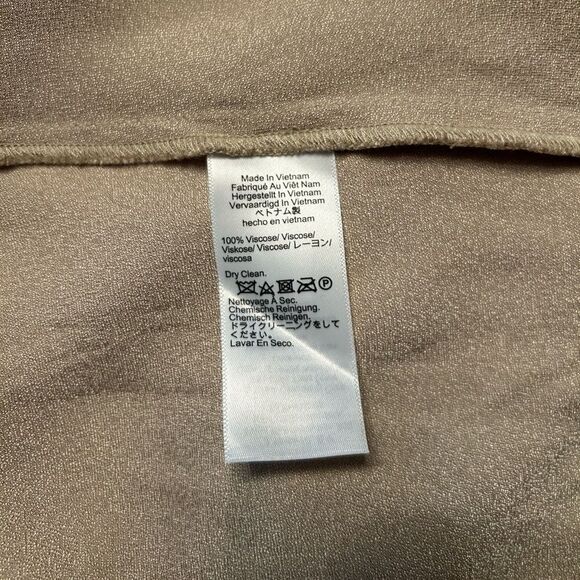 Made In Vietnam
Fabriqué Au Viêt Nam
Hergestellt In Vietnam
Vervaardigd In Vietnam
ベトナム製
hecho en vietnam
100% Viscose/ Viscose/
Viskose/ Viscose/ レーヨン/
viscosa
Dry Clean.
P
Nettoyage A Sec.
Chemische Reinigung.
Chemisch Reinigen.
ドライクリーニングをして
ください。
Lavar En Seco.